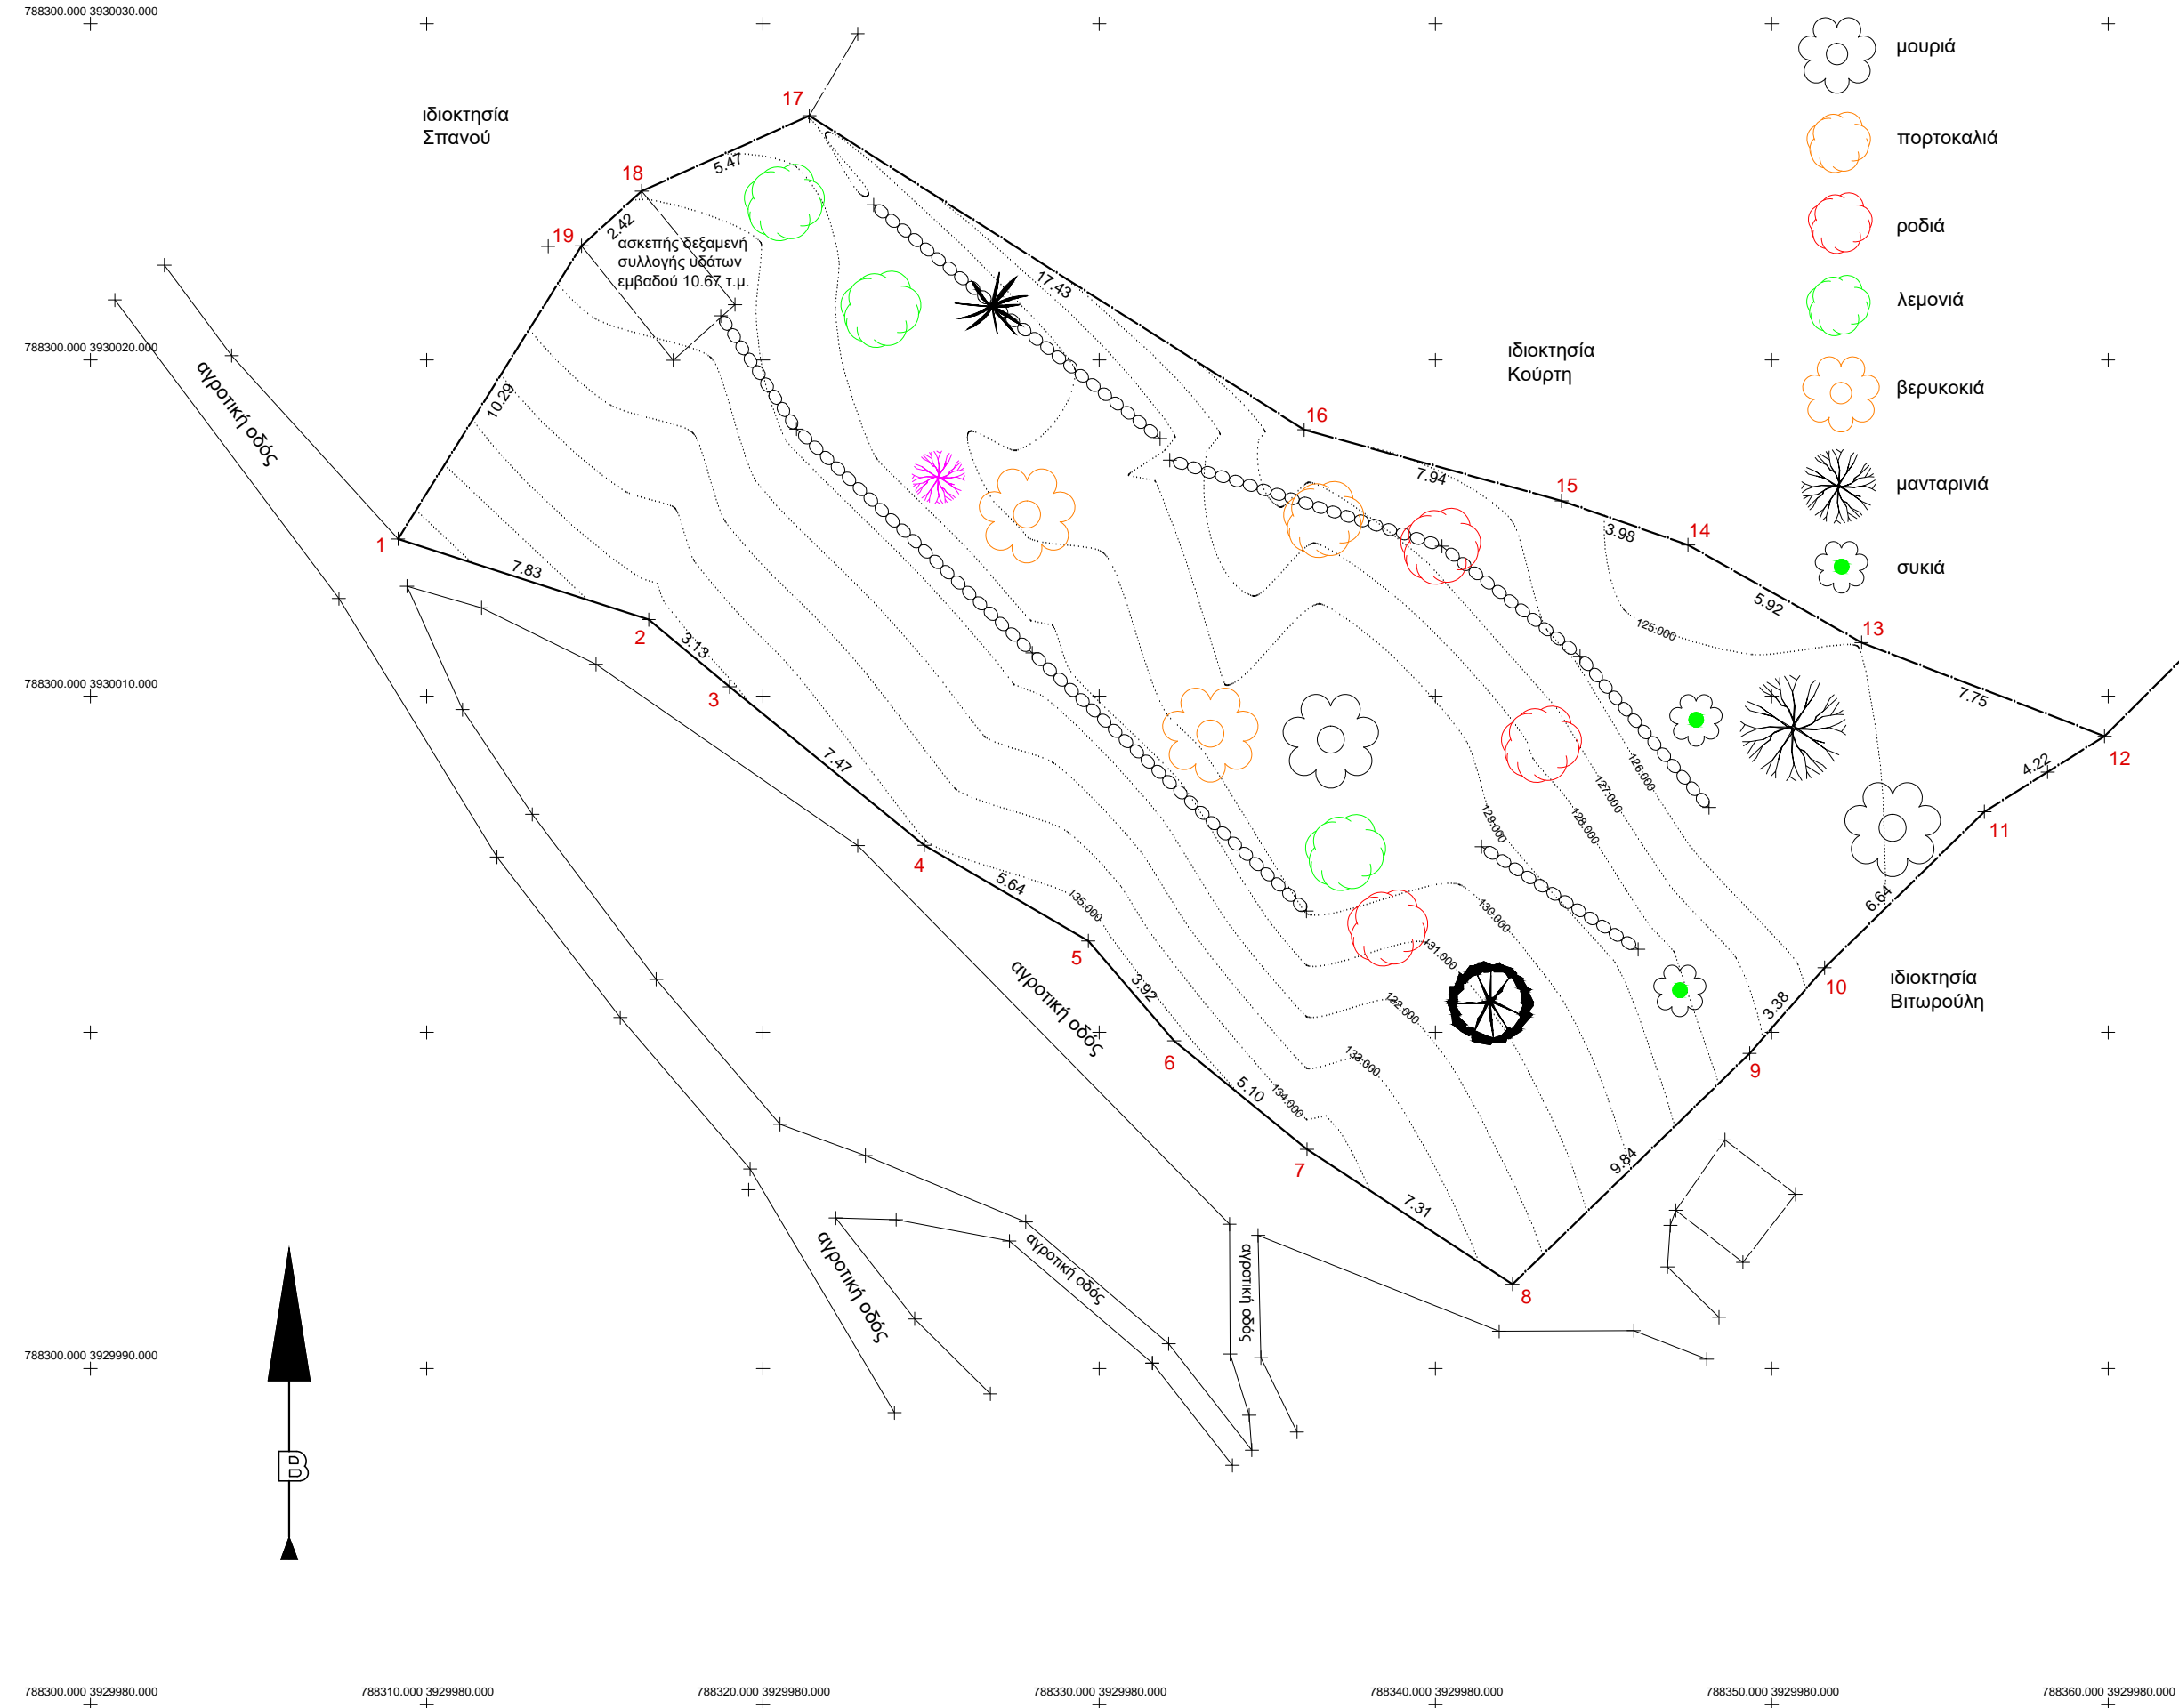 788300.000 3930030.000
μουριά
17
ιδιοκτησία
Σπανού
πορτοκαλιά
5.47
18
2.42
ροδιά
19
ασκεπής δεξαμενή
συλλογής υδάτων
εμβαδού 10.67 τ.μ.
17.43
λεμονιά
788300.000 3930020.000
ιδιοκτησία
Κούρτη
αγροτική οδός
10.29
βερυκοκιά
16
7.94
15
μανταρινιά
3.98
14
1
7.83
συκιά
5.92
2
3.13
125.000
13
788300.000 3930010.000
3
7.75
12
7.47
126.000
127.000
4.22
128.000
129.000
11
4
5.64
135.000
130.000
6.64
131.000
5
αγροτική οδός
3.92
132.000
10
ιδιοκτησία
Βιτωρούλη
3.38
6
133.000
9
5.10
134.000
7
9.84
7.31
αγροτική οδός
αγροτική οδός
αγροτική οδός
8
788300.000 3929990.000
B
788300.000 3929980.000
788310.000 3929980.000
788320.000 3929980.000
788330.000 3929980.000
788340.000 3929980.000
788350.000 3929980.000
788360.000 3929980.000